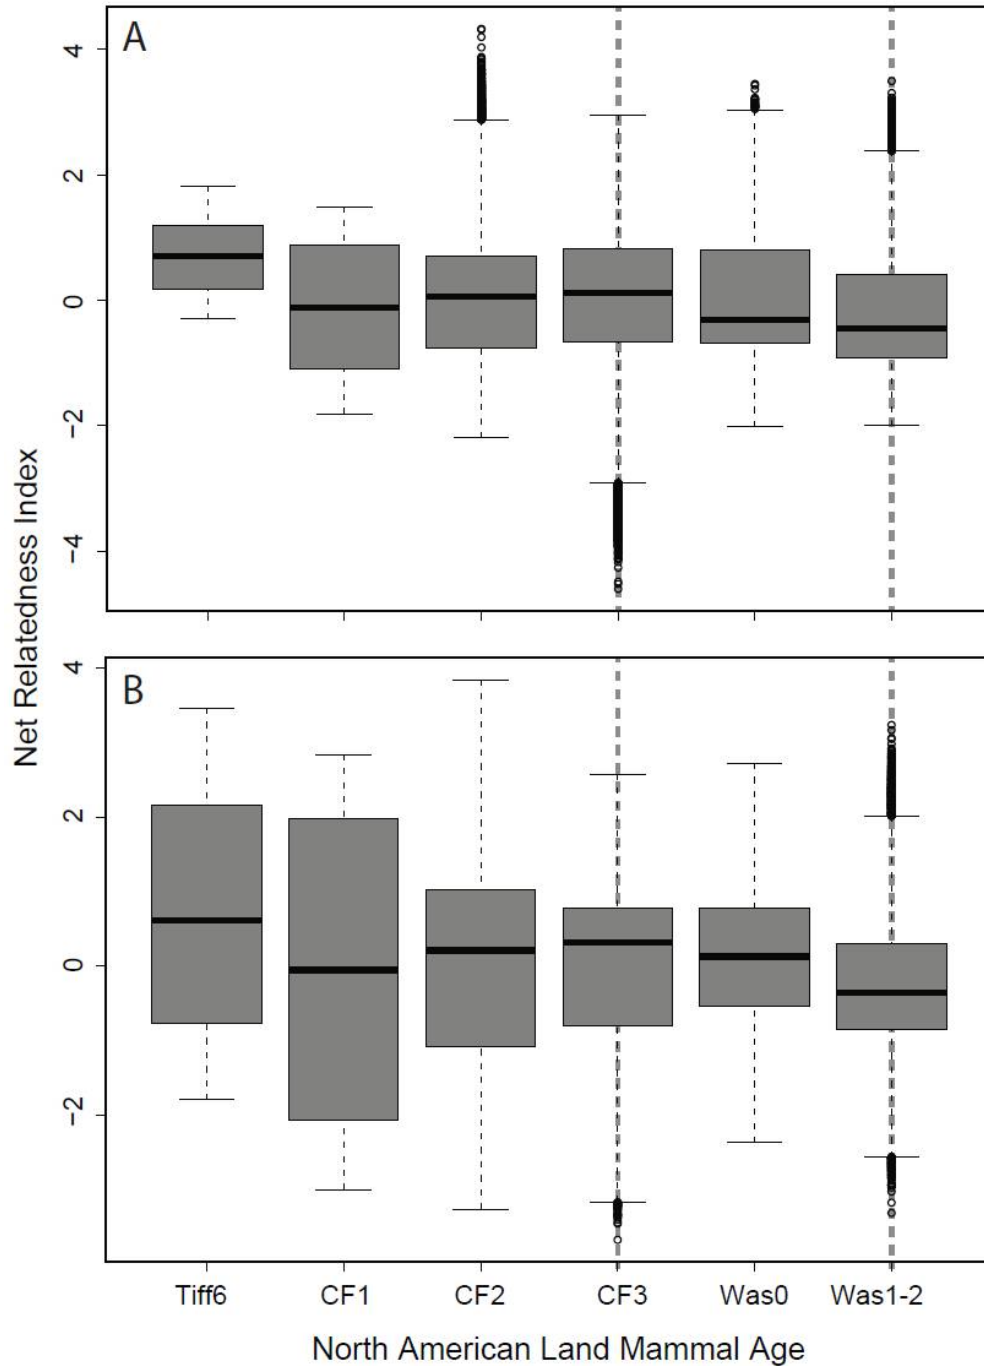 A
4
2
0
−2
−4
Net Relatedness Index
B
4
2
0
−2
Tiff6 CF1 CF2 CF3 Was0 Was1-2
North American Land Mammal Age